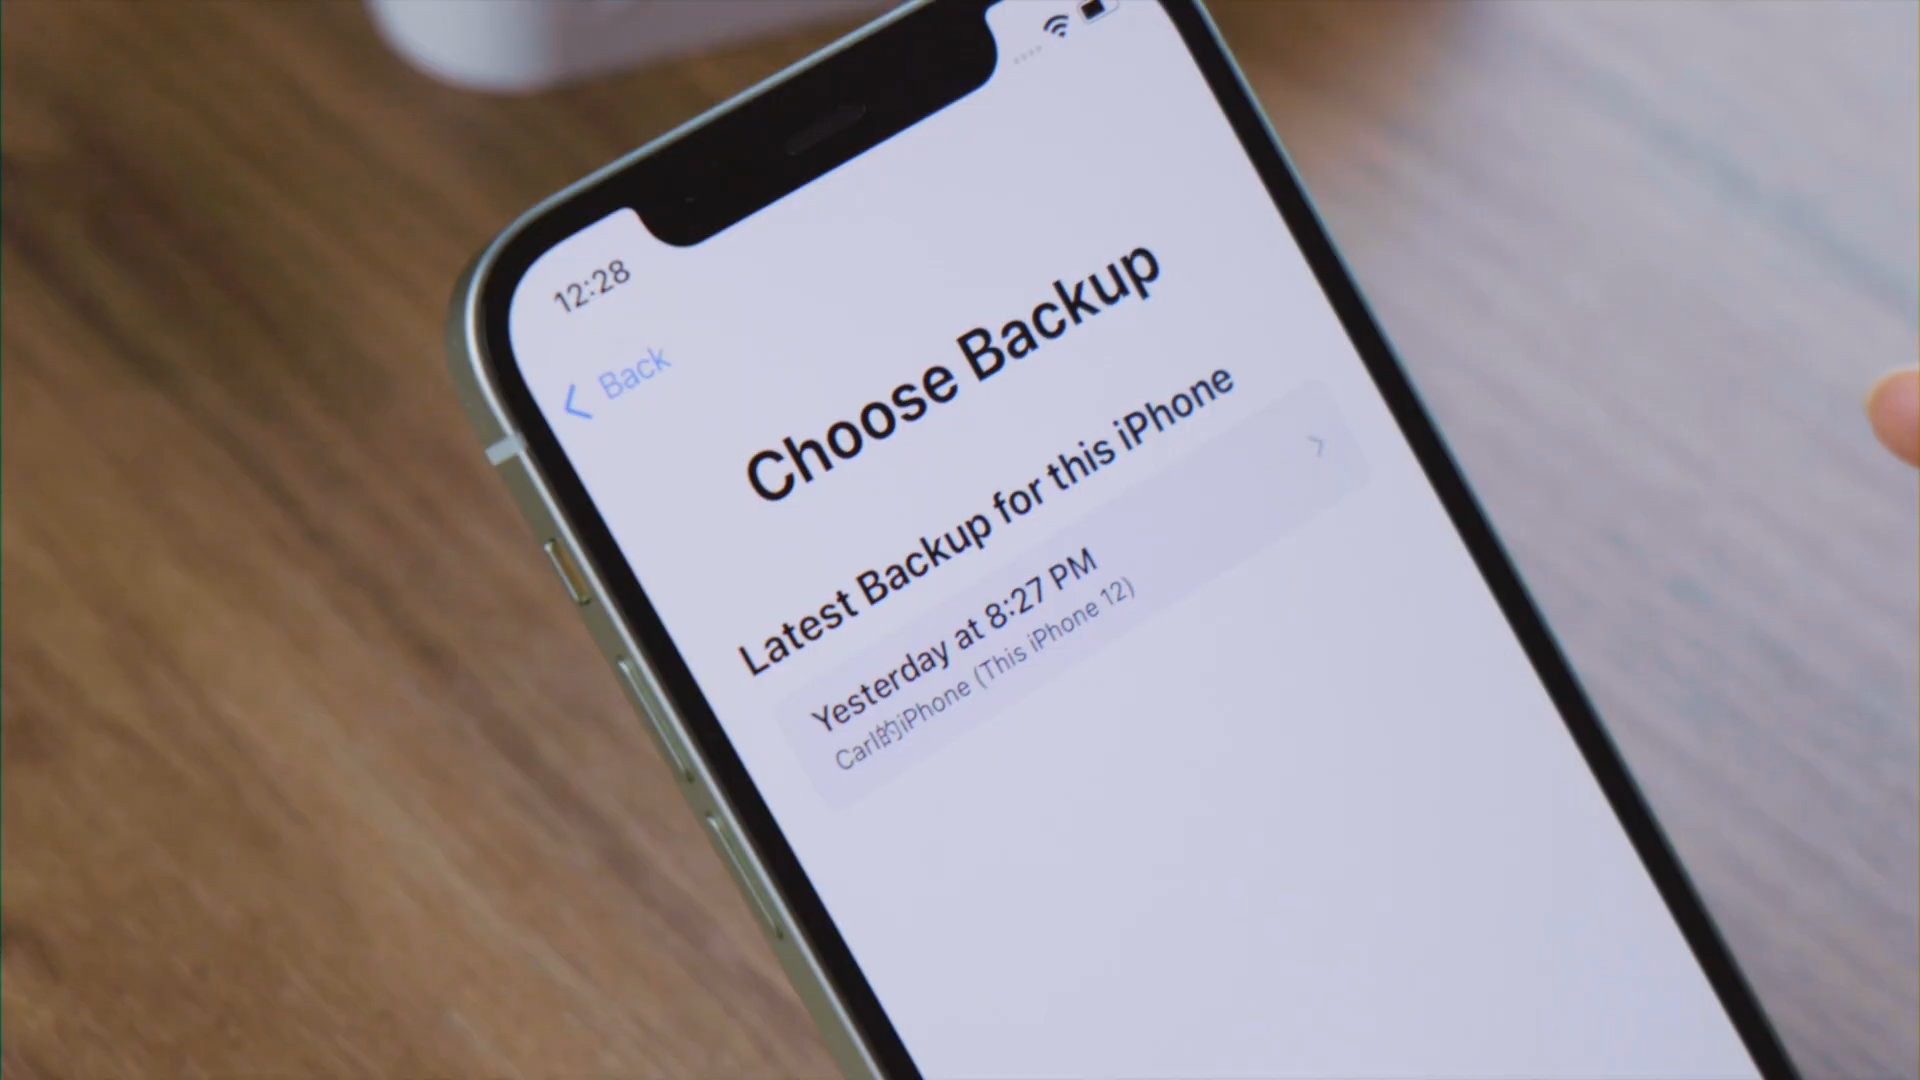 12:28
Back
Choose Backup
Latest Backup for this iPhone
Yesterday at 8:27 PM
Carl的iPhone (This iPhone 12)